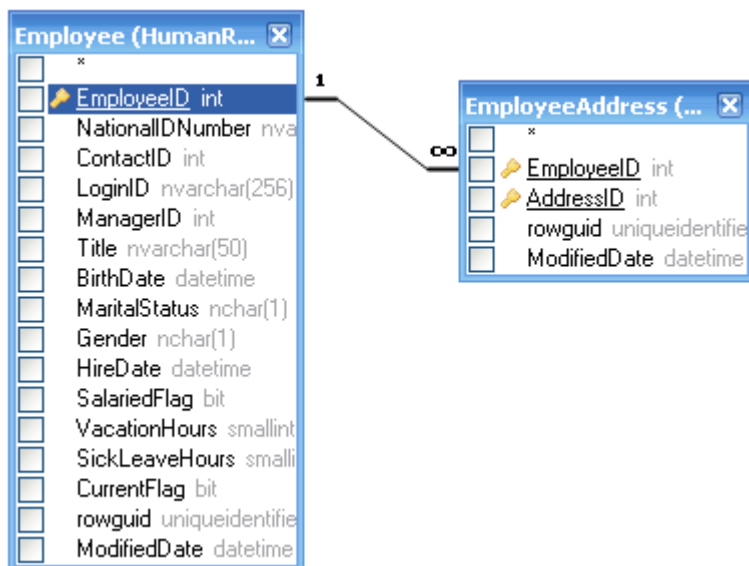 Employee (HumanR...
*
EmployeeID int
NationalIDNumber nva
ContactID int
LoginID nvarchar(256)
ManagerID int
Title nvarchar(50)
BirthDate datetime
MaritalStatus nchar(1)
Gender nchar(1)
HireDate datetime
SalariedFlag bit
VacationHours smallint
SickLeaveHours smalli
CurrentFlag bit
rowguid uniqueidentifie
ModifiedDate datetime
1
∞
EmployeeAddress (...
*
EmployeeID int
AddressID int
rowguid uniqueidentifie
ModifiedDate datetime